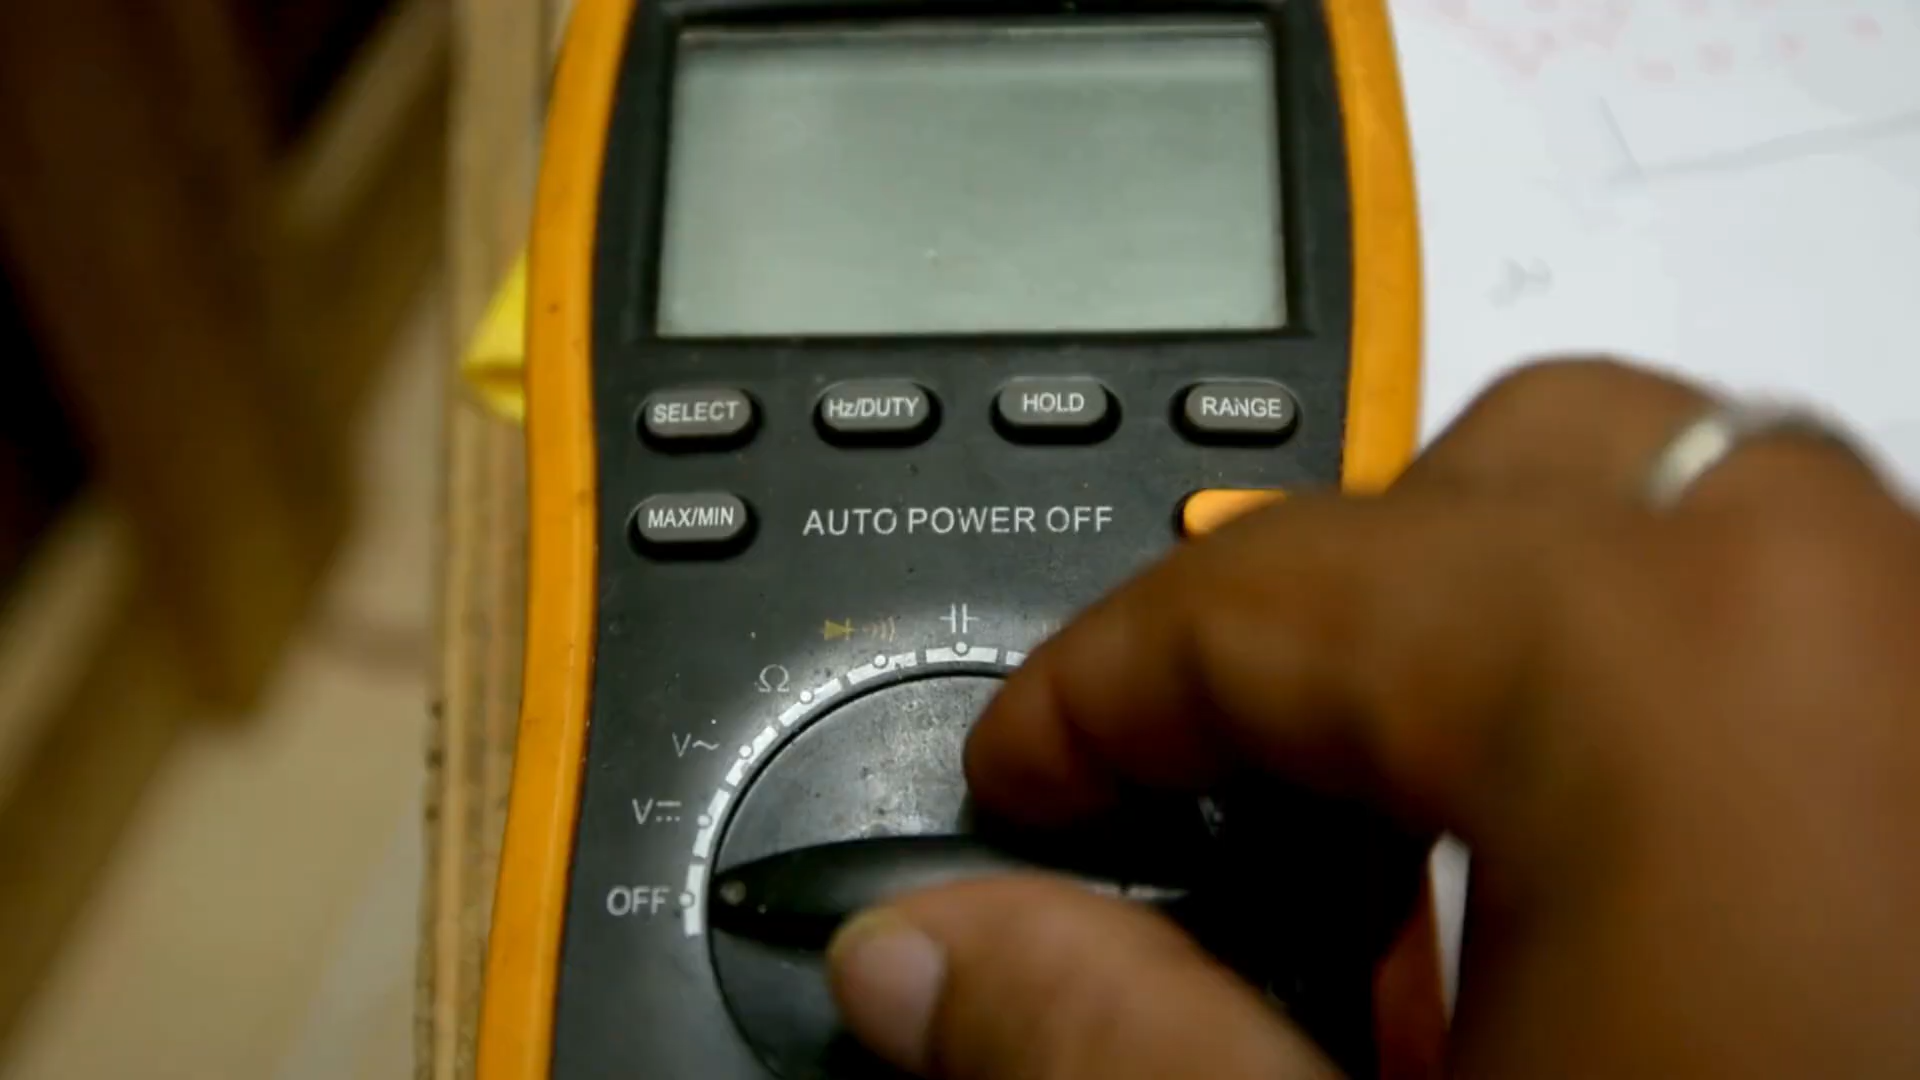 SELECT Hz/DUTY HOLD RANGE
MAX/MIN AUTO POWER OFF
Ω
V~
V⎓
OFF